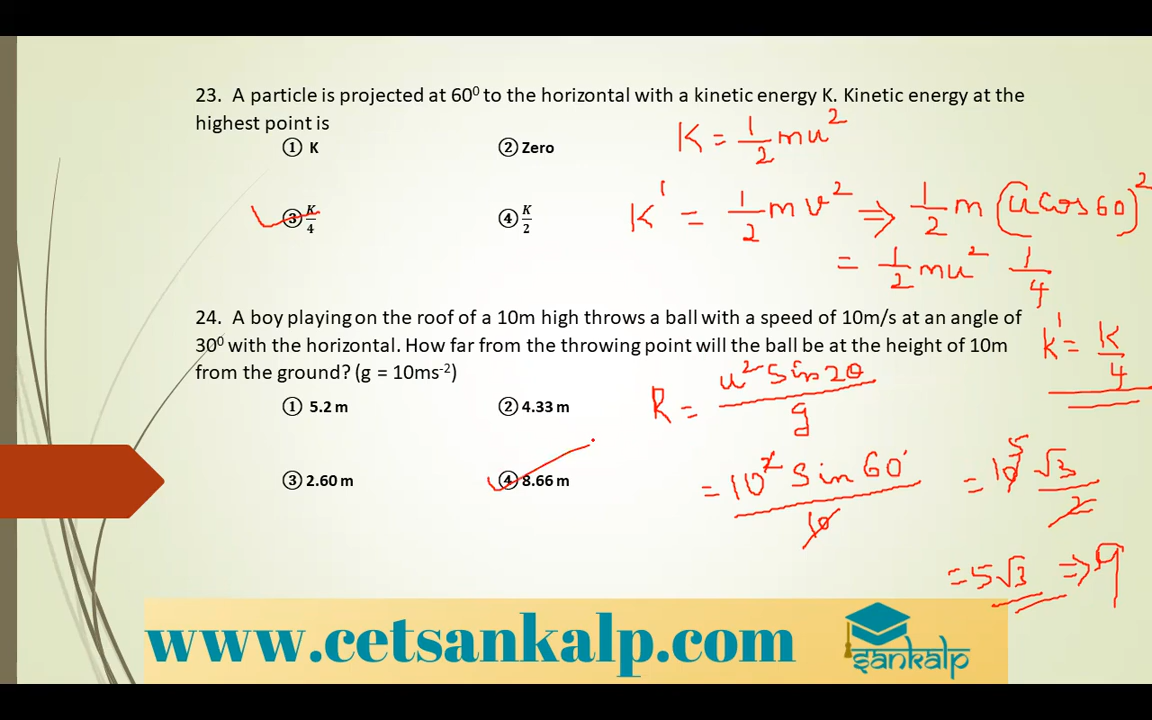 23. A particle is projected at 60⁰ to the horizontal with a kinetic energy K. Kinetic energy at the
highest point is
① K
② Zero
③ K/4
④ K/2
K = 1/2 mu²
K' = 1/2 mv² ⇒ 1/2 m (u cos 60)²
= 1/2 mu² 1/4
K' = K/4
24. A boy playing on the roof of a 10m high throws a ball with a speed of 10m/s at an angle of
30⁰ with the horizontal. How far from the throwing point will the ball be at the height of 10m
from the ground? (g = 10ms⁻²)
① 5.2 m
② 4.33 m
③ 2.60 m
④ 8.66 m
R = u² Sin 2θ / g
= 10² Sin 60° / 10
= 10 5 √3 / 2
= 5√3 ⇒
www.cetsankalp.com
sankalp